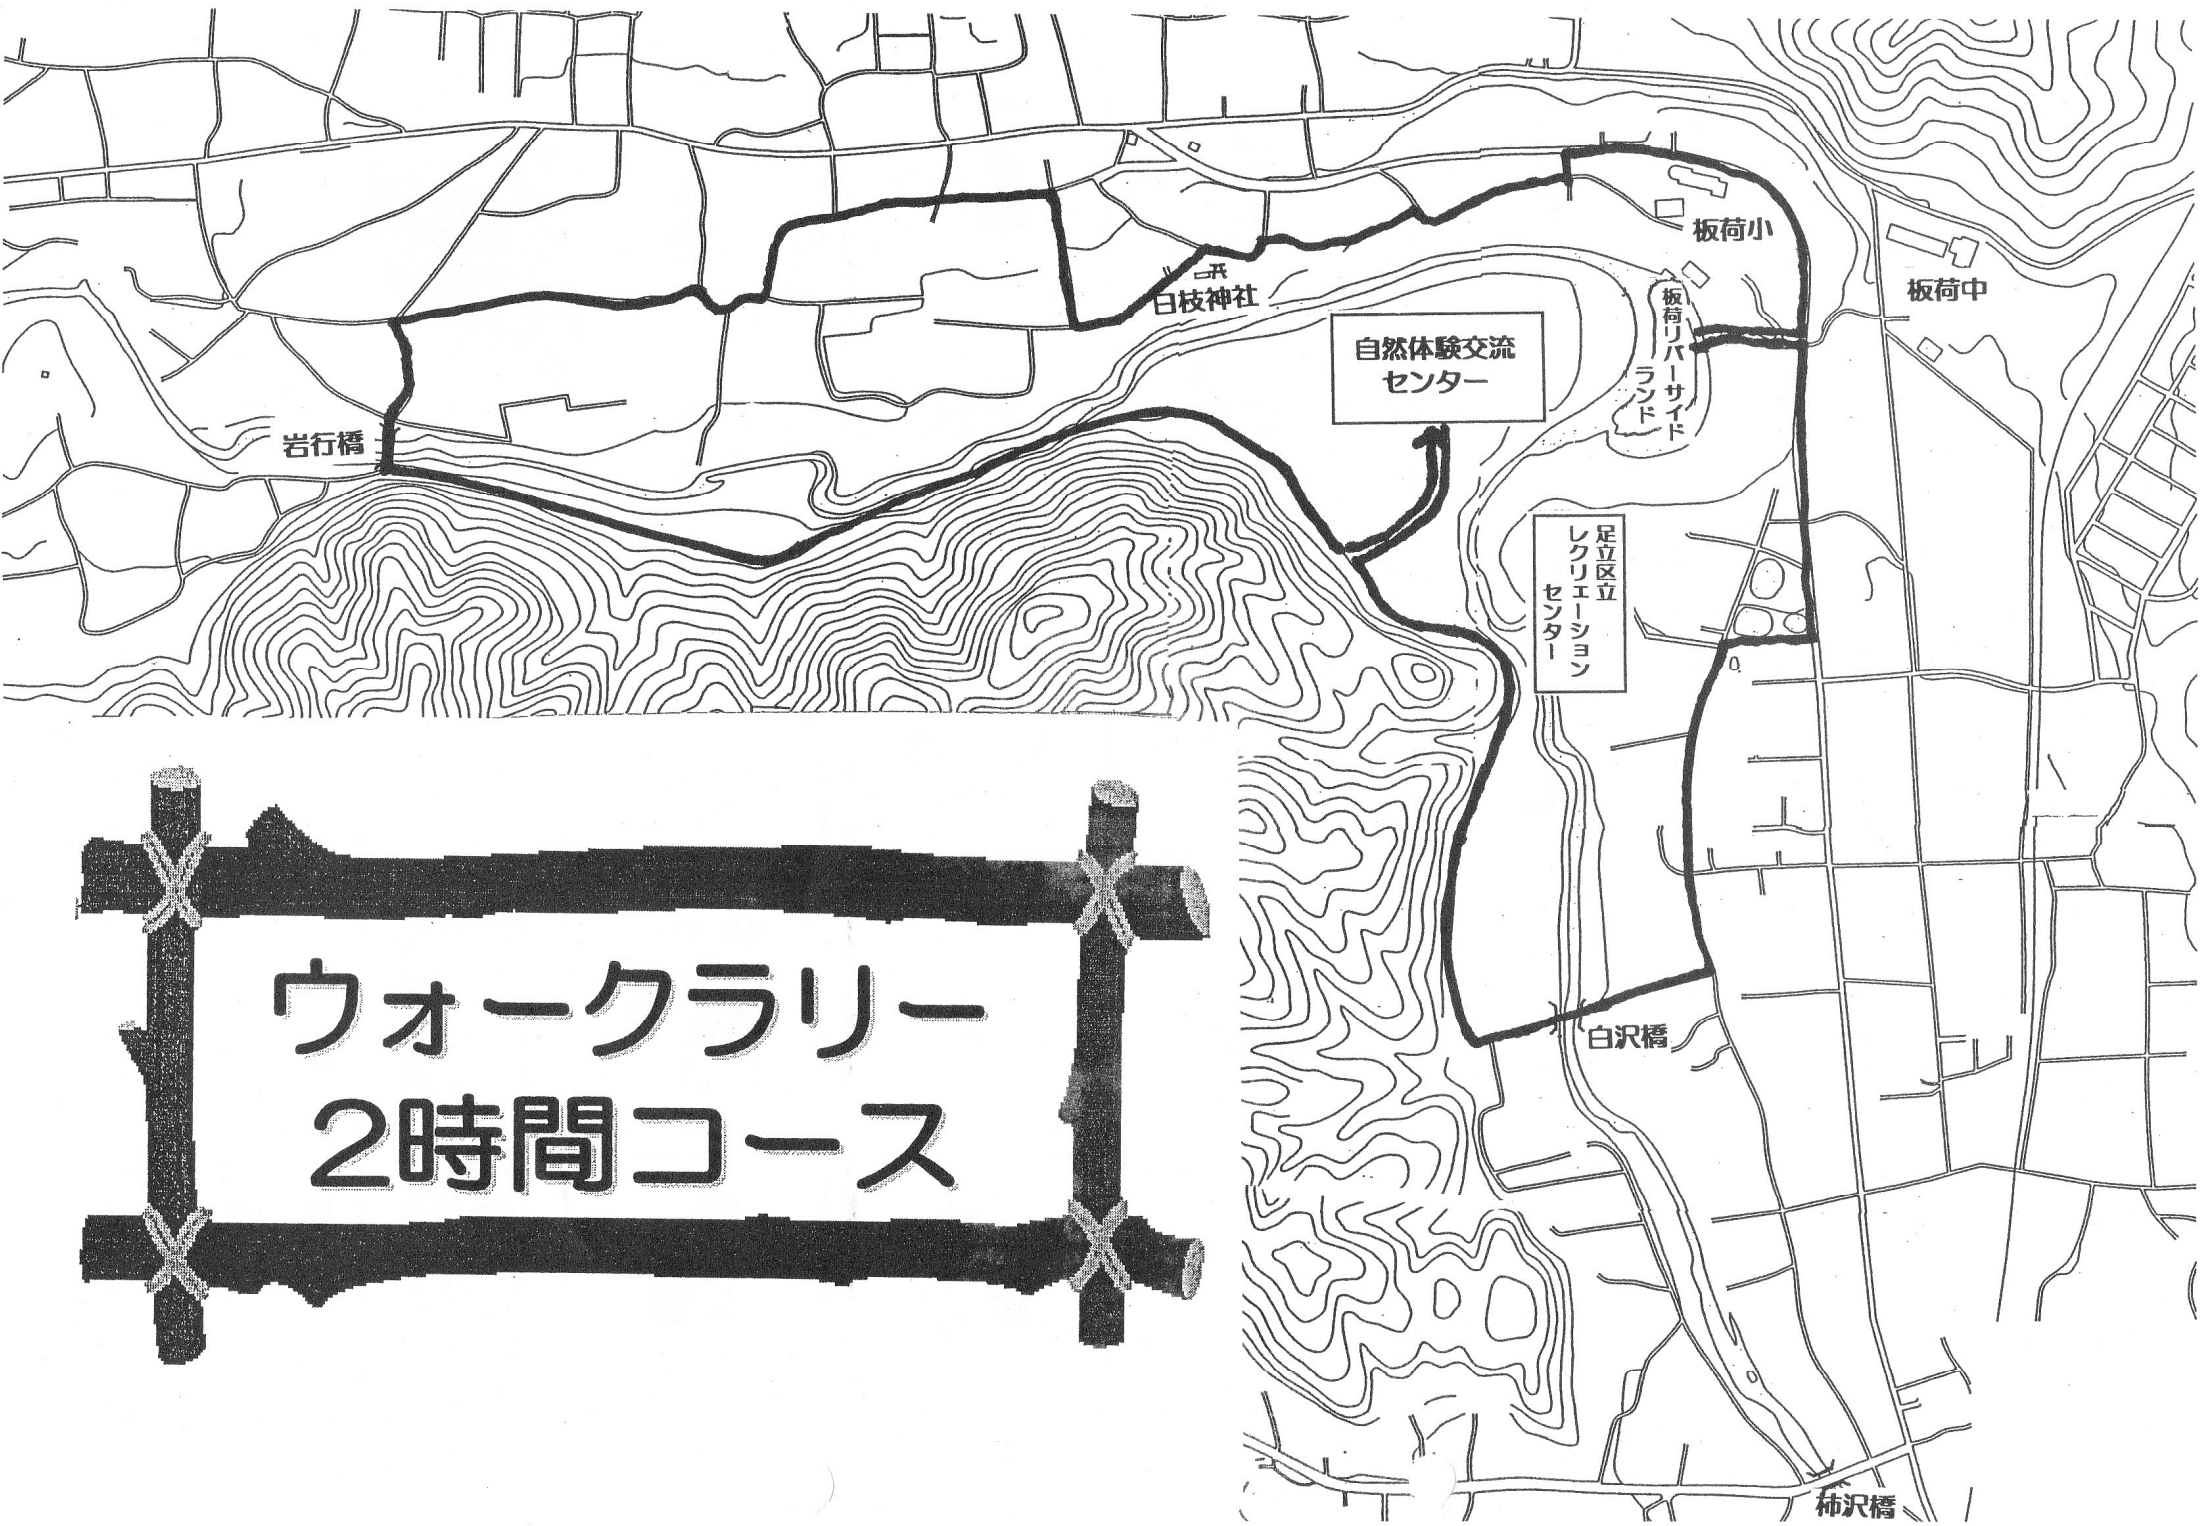 板荷小
板荷中
日枝神社
板荷リバーサイド
ランド
自然体験交流
センター
岩行橋
足立区立
レクリェーション
センター
白沢橋
ウォークラリー
2時間コース
柿沢橋